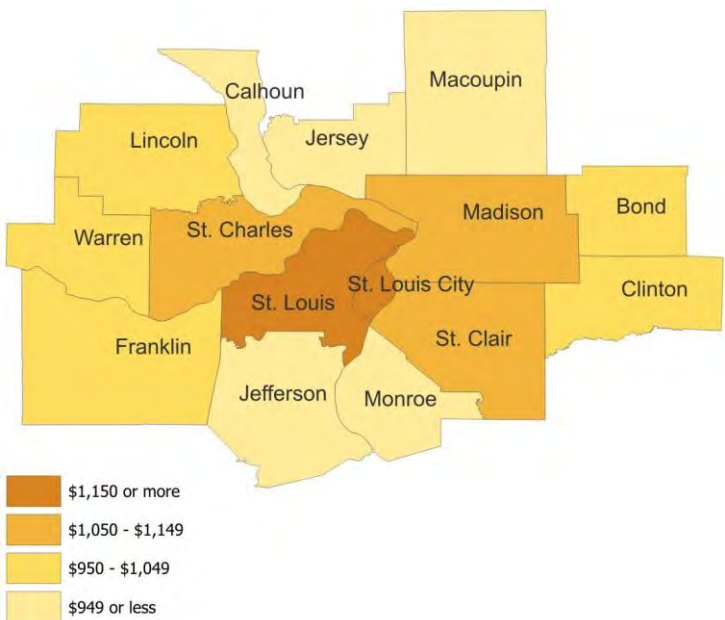 Macoupin
Calhoun
Lincoln
Jersey
Madison
Bond
St. Charles
Warren
St. Louis City
Clinton
St. Louis
St. Clair
Franklin
Jefferson
Monroe
$1,150 or more
$1,050 - $1,149
$950 - $1,049
$949 or less